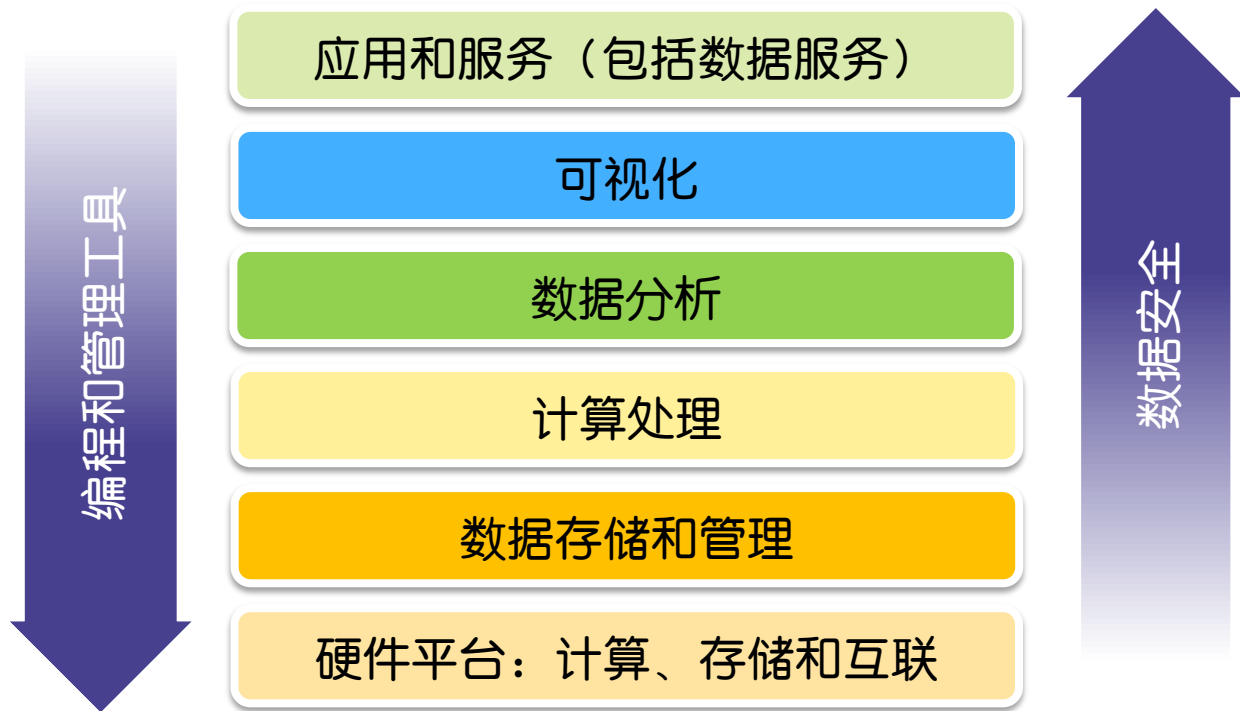 应用和服务（包括数据服务）
可视化
数据分析
计算处理
数据存储和管理
硬件平台：计算、存储和互联
编程和管理工具
数据安全